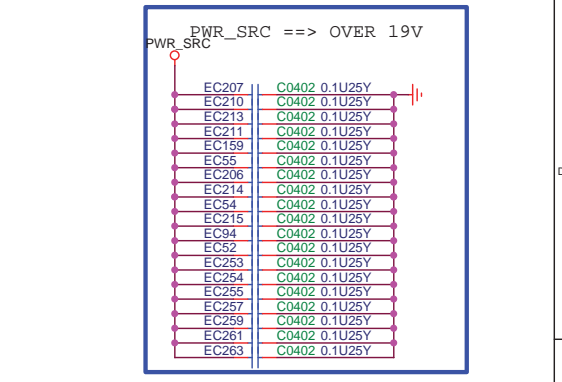 PWR_SRC ==> OVER 19V
PWR_SRC
EC207 C0402 0.1U25Y
EC210 C0402 0.1U25Y
EC213 C0402 0.1U25Y
EC211 C0402 0.1U25Y
EC159 C0402 0.1U25Y
EC55 C0402 0.1U25Y
EC206 C0402 0.1U25Y
EC214 C0402 0.1U25Y
EC54 C0402 0.1U25Y
EC215 C0402 0.1U25Y
EC94 C0402 0.1U25Y
EC52 C0402 0.1U25Y
EC253 C0402 0.1U25Y
EC254 C0402 0.1U25Y
EC255 C0402 0.1U25Y
EC257 C0402 0.1U25Y
EC259 C0402 0.1U25Y
EC261 C0402 0.1U25Y
EC263 C0402 0.1U25Y
D